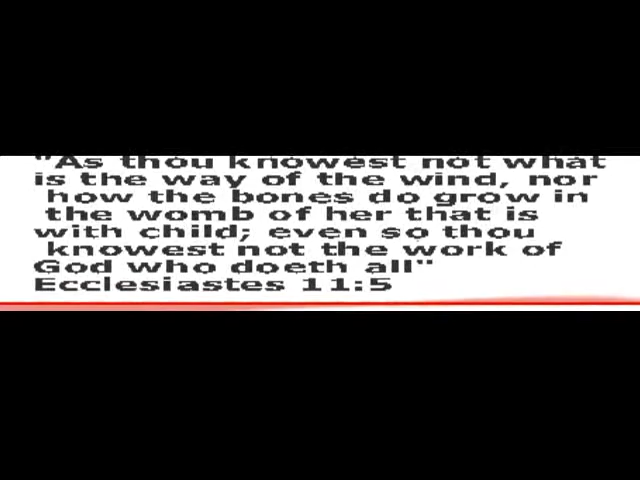 "As thou knowest not what
is the way of the wind, nor
how the bones do grow in
the womb of her that is
with child; even so thou
knowest not the work of
God who doeth all"
Ecclesiastes 11:5